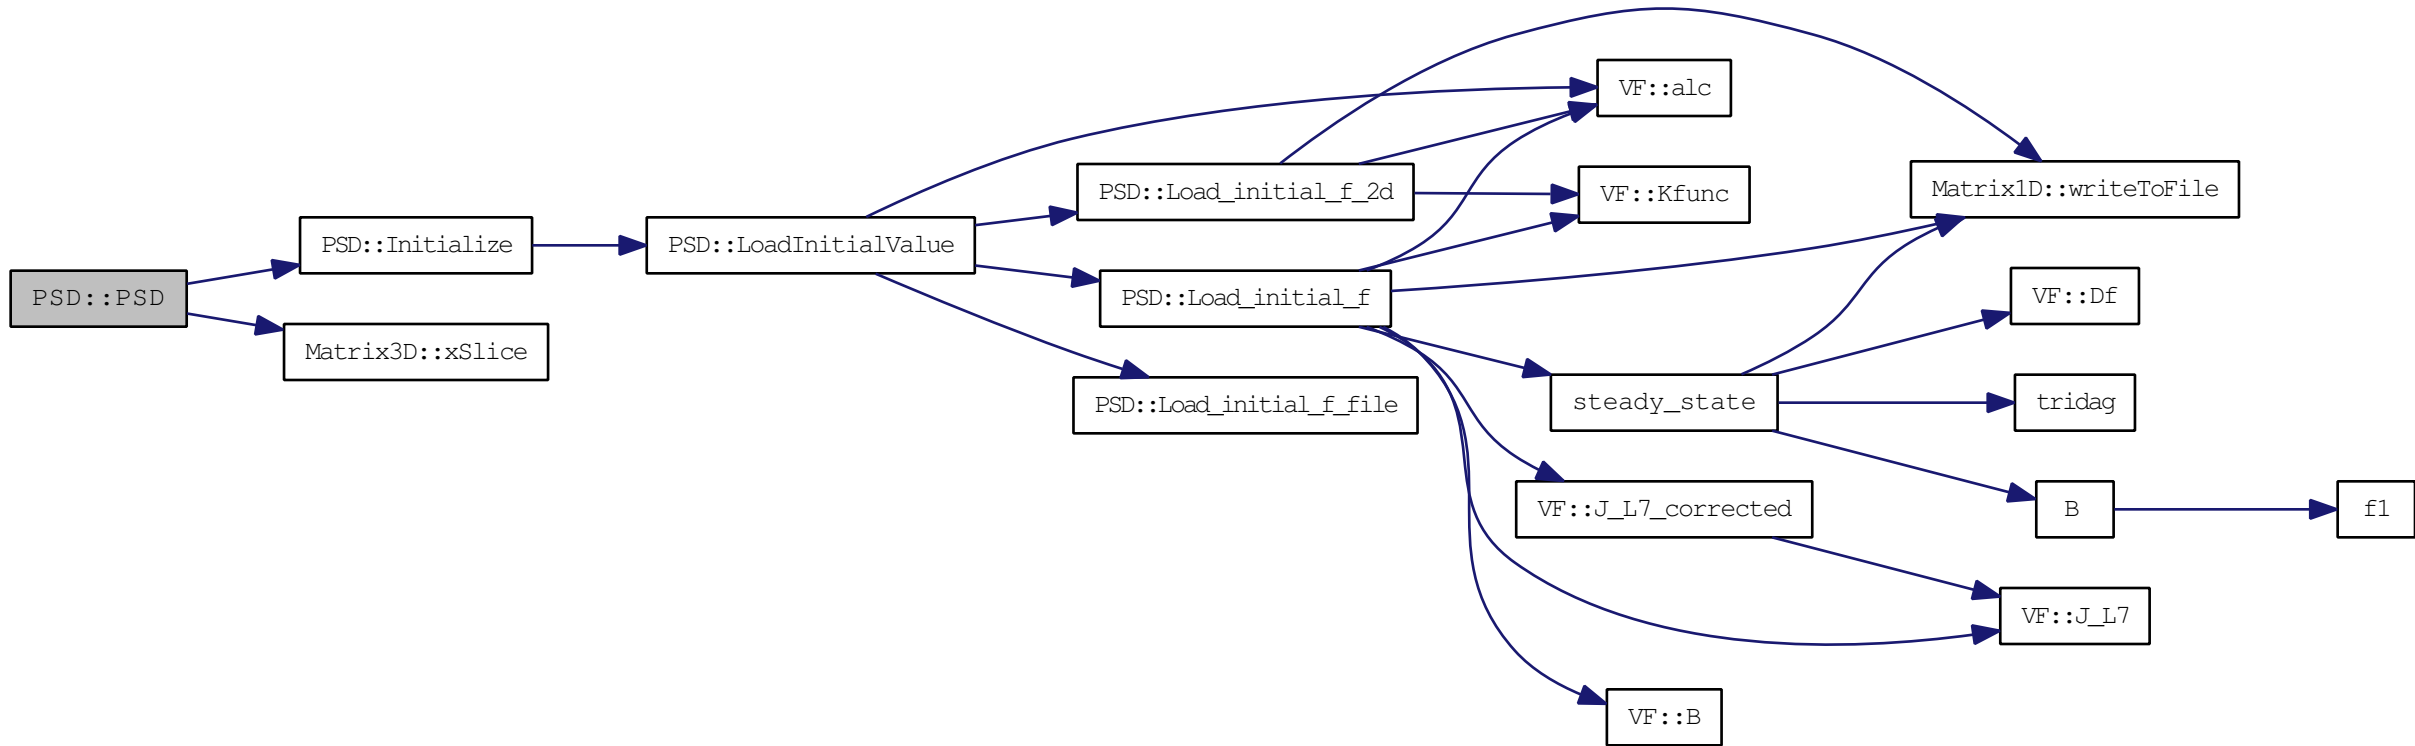 PSD::PSD
PSD::Initialize
Matrix3D::xSlice
PSD::LoadInitialValue
PSD::Load_initial_f_2d
PSD::Load_initial_f
PSD::Load_initial_f_file
VF::alc
VF::Kfunc
steady_state
VF::J_L7_corrected
VF::B
Matrix1D::writeToFile
VF::Df
tridag
B
VF::J_L7
f1